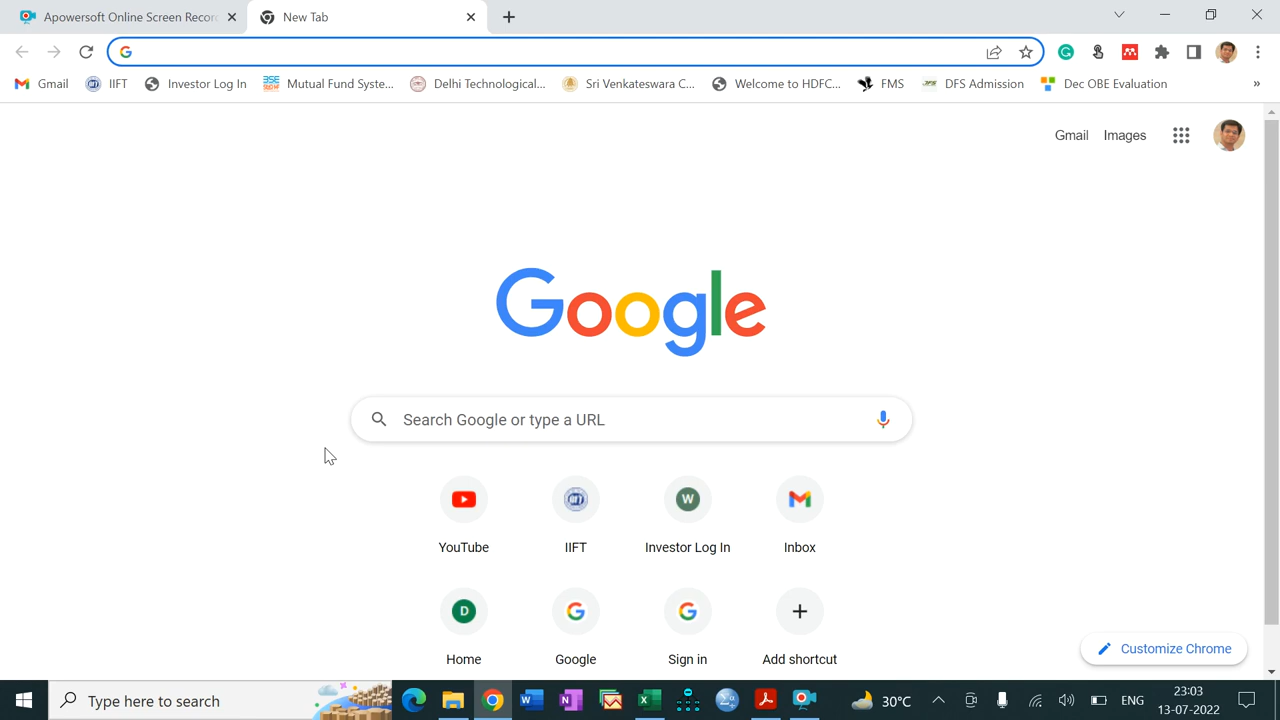 Apowersoft Online Screen Recor
New Tab
Gmail
IIFT
Investor Log In
Mutual Fund Syste...
Delhi Technological...
Sri Venkateswara C...
Welcome to HDFC...
FMS
DFS Admission
Dec OBE Evaluation
»
Gmail
Images
Google
Search Google or type a URL
YouTube
IIFT
W
Investor Log In
Inbox
D
Home
Google
Sign in
Add shortcut
Customize Chrome
Type here to search
30°C
ENG
23:03
13-07-2022